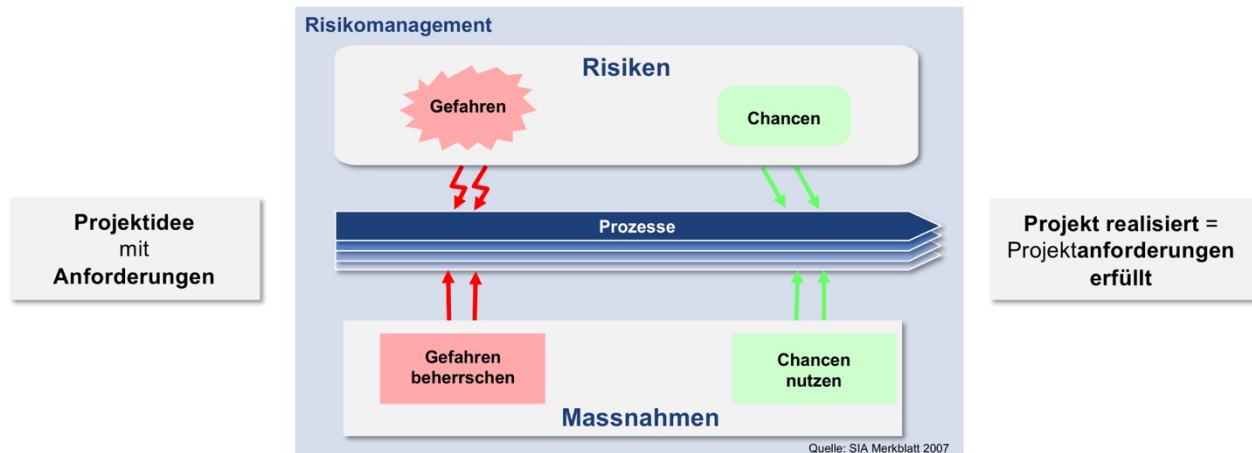 Risikomanagement
Risiken
Gefahren
Chancen
Prozesse
Projektidee
mit
Anforderungen
Projekt realisiert =
Projektanforderungen
erfüllt
Gefahren
beherrschen
Chancen
nutzen
Massnahmen
Quelle: SIA Merkblatt 2007